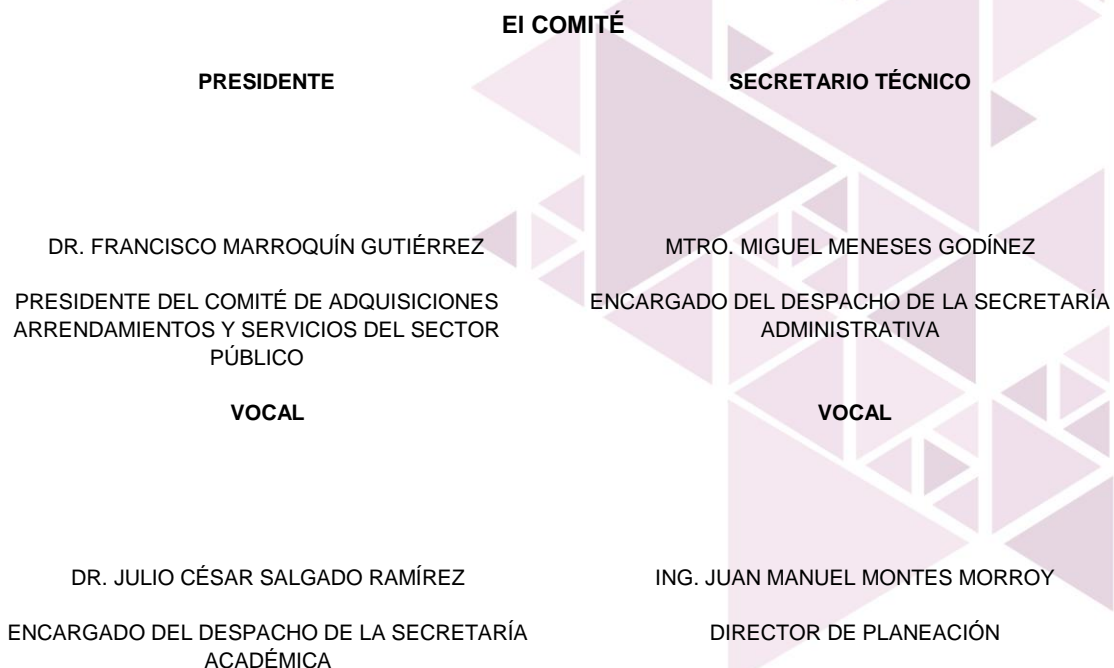 El COMITÉ
PRESIDENTE
SECRETARIO TÉCNICO
DR. FRANCISCO MARROQUÍN GUTIÉRREZ
MTRO. MIGUEL MENESES GODÍNEZ
PRESIDENTE DEL COMITÉ DE ADQUISICIONES
ARRENDAMIENTOS Y SERVICIOS DEL SECTOR
PÚBLICO
ENCARGADO DEL DESPACHO DE LA SECRETARÍA
ADMINISTRATIVA
VOCAL
VOCAL
DR. JULIO CÉSAR SALGADO RAMÍREZ
ING. JUAN MANUEL MONTES MORROY
ENCARGADO DEL DESPACHO DE LA SECRETARÍA
ACADÉMICA
DIRECTOR DE PLANEACIÓN